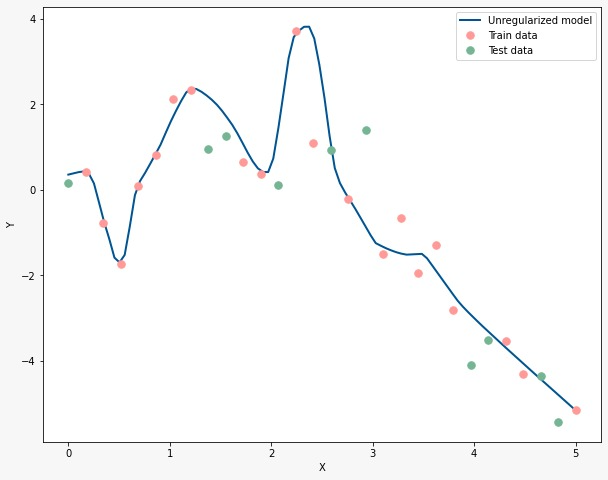 Unregularized model
Train data
Test data
4
2
0
−2
−4
Y
0 1 2 3 4 5
X